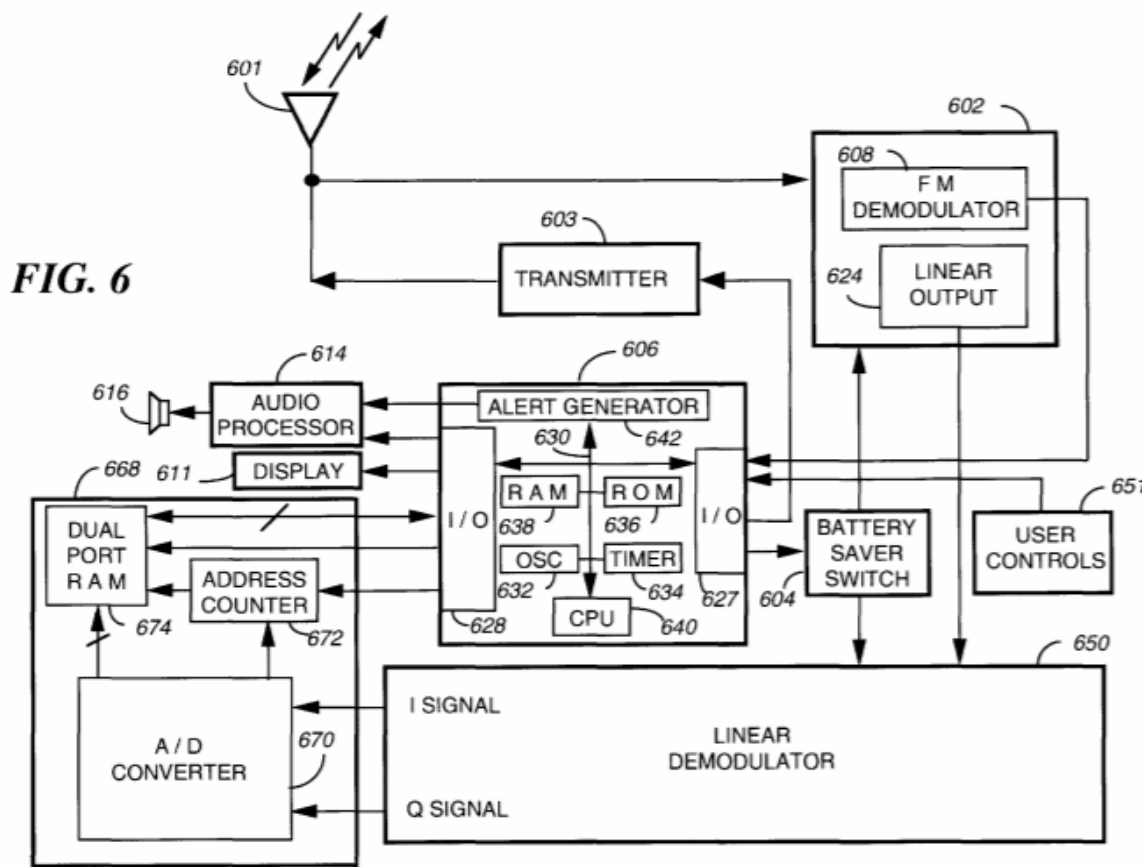 601
602
608
F M
DEMODULATOR
603
TRANSMITTER
624
LINEAR
OUTPUT
FIG. 6
614
606
616
AUDIO
PROCESSOR
ALERT GENERATOR
642
630
668
611
DISPLAY
DUAL
PORT
R A M
I / O
R A M
R O M
638
636
I / O
651
USER
CONTROLS
BATTERY
SAVER
SWITCH
604
OSC
TIMER
632
634
627
ADDRESS
COUNTER
674
672
628
CPU
640
650
I SIGNAL
LINEAR
DEMODULATOR
A / D
CONVERTER
670
Q SIGNAL